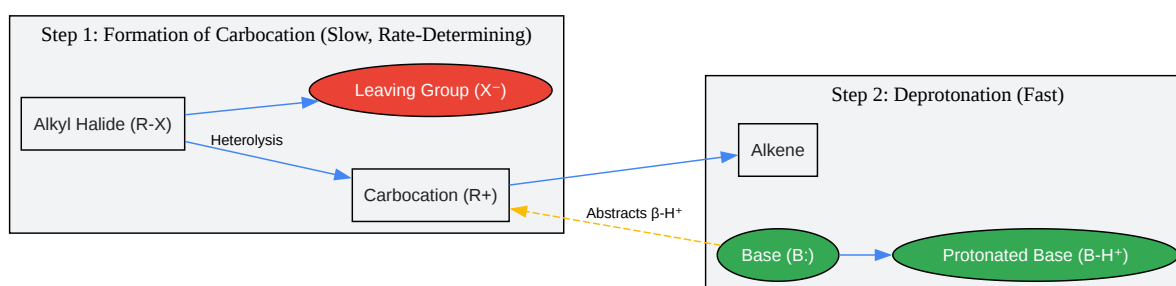 Step 1: Formation of Carbocation (Slow, Rate-Determining)
Leaving Group (X⁻)
Alkyl Halide (R-X)
Heterolysis
Carbocation (R+)
Step 2: Deprotonation (Fast)
Alkene
Abstracts β-H⁺
Base (B:)
Protonated Base (B-H⁺)